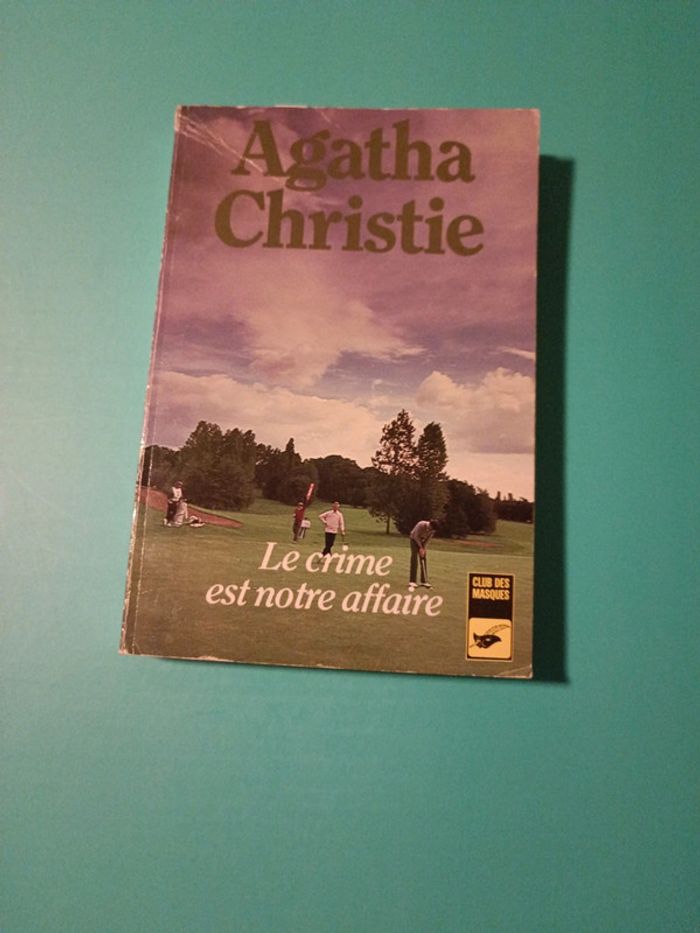 Agatha
Christie
Le crime
est notre affaire
CLUB DES
MASQUES